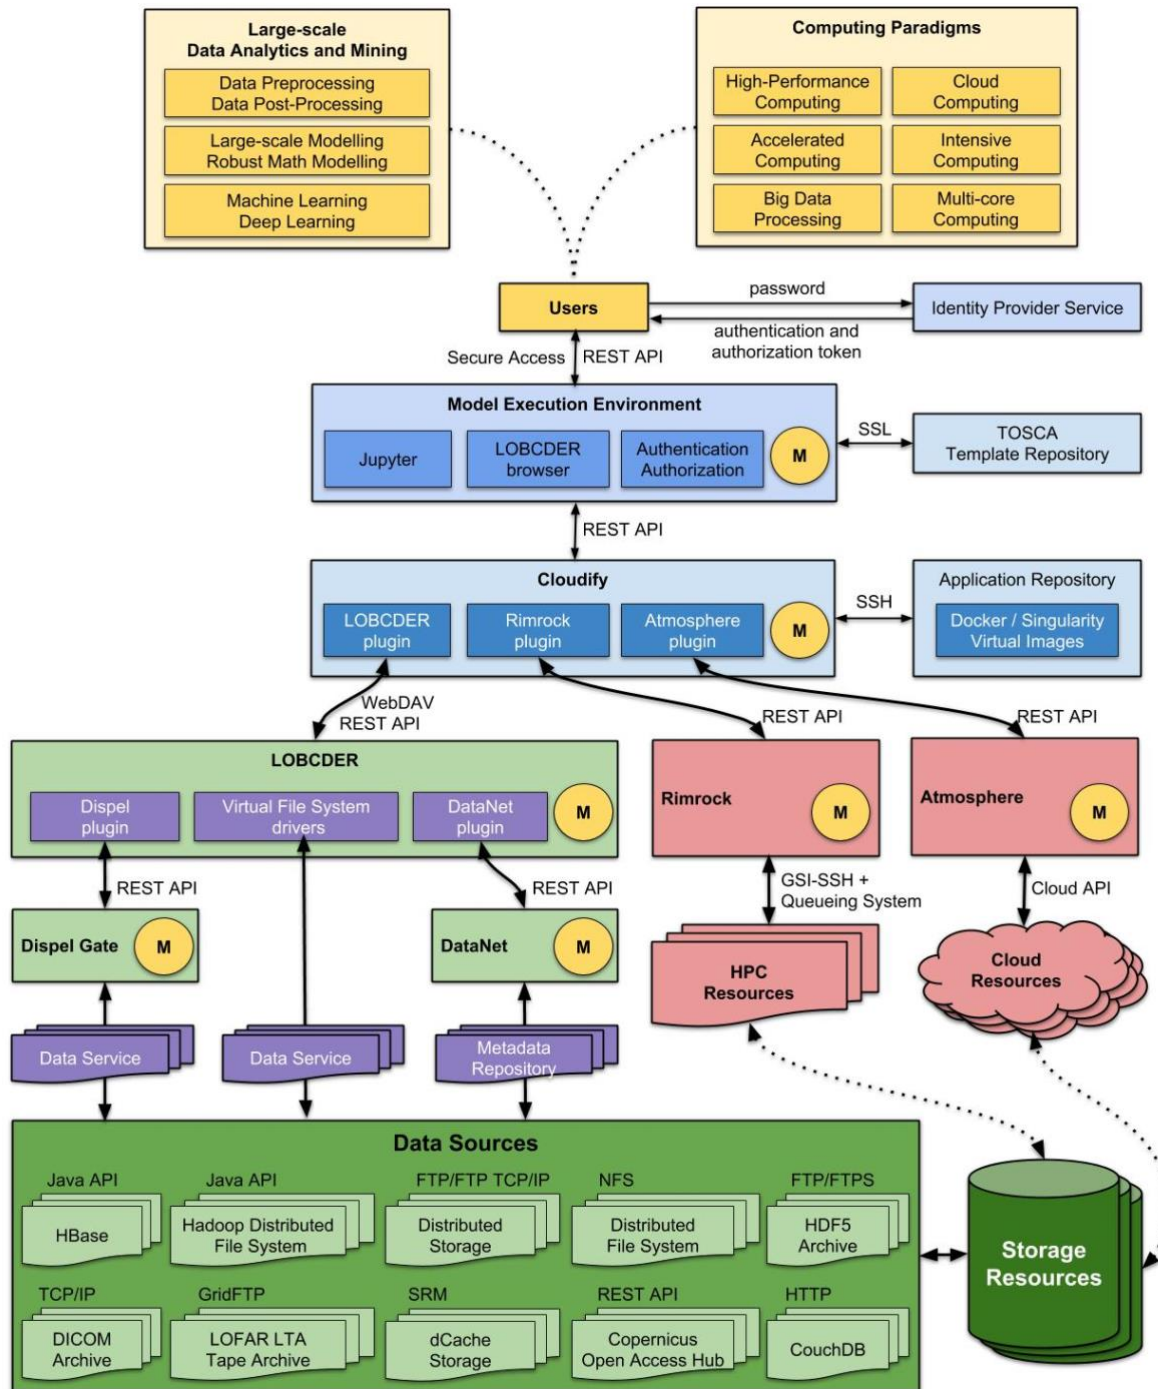 Large-scale
Data Analytics and Mining
Data Preprocessing
Data Post-Processing
Large-scale Modelling
Robust Math Modelling
Machine Learning
Deep Learning
Computing Paradigms
High-Performance
Computing
Cloud
Computing
Accelerated
Computing
Intensive
Computing
Big Data
Processing
Multi-core
Computing
Users
password
authentication and
authorization token
Identity Provider Service
Secure Access
REST API
Model Execution Environment
Jupyter
LOBCDER
browser
Authentication
Authorization
M
SSL
TOSCA
Template Repository
REST API
Cloudify
LOBCDER
plugin
Rimrock
plugin
Atmosphere
plugin
M
SSH
Application Repository
Docker / Singularity
Virtual Images
WebDAV
REST API
REST API
REST API
LOBCDER
Dispel
plugin
Virtual File System
drivers
DataNet
plugin
M
Rimrock
M
Atmosphere
M
REST API
REST API
GSI-SSH +
Queueing System
Cloud API
Dispel Gate
M
DataNet
M
HPC
Resources
Cloud
Resources
Data Service
Data Service
Metadata
Repository
Data Sources
Java API
HBase
Java API
Hadoop Distributed
File System
FTP/FTP TCP/IP
Distributed
Storage
NFS
Distributed
File System
FTP/FTPS
HDF5
Archive
TCP/IP
DICOM
Archive
GridFTP
LOFAR LTA
Tape Archive
SRM
dCache
Storage
REST API
Copernicus
Open Access Hub
HTTP
CouchDB
Storage
Resources